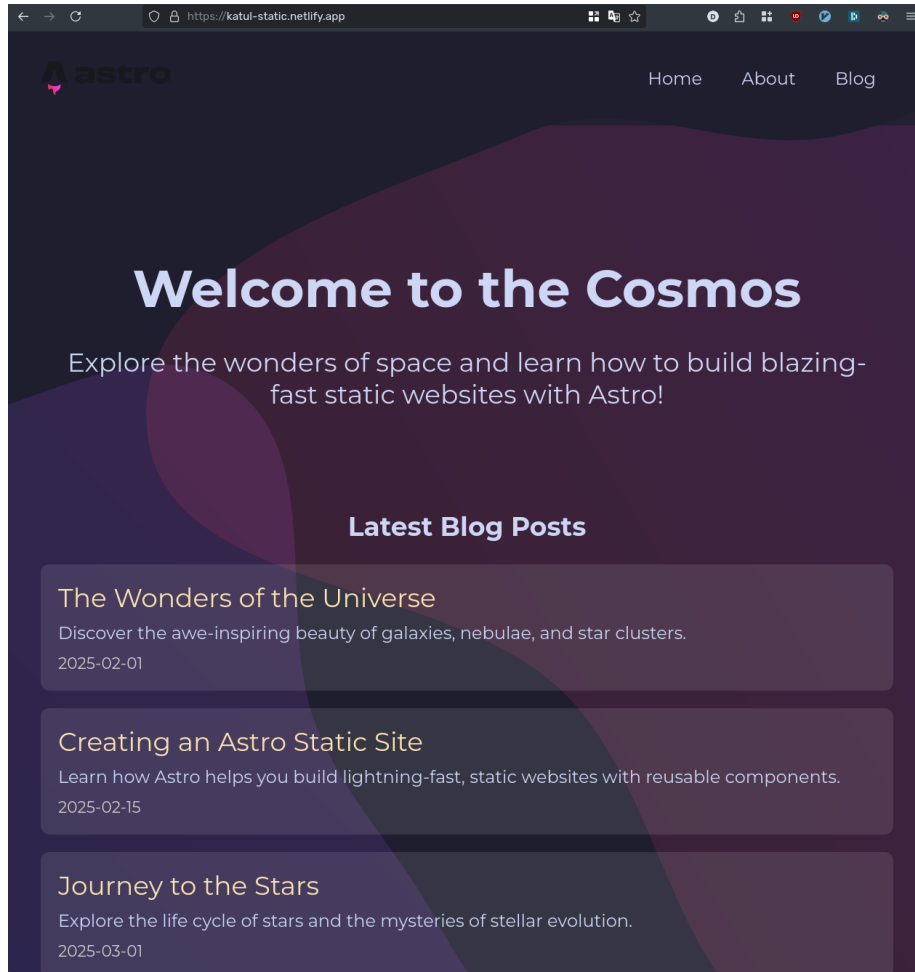 https://katul-static.netlify.app
astro
Home About Blog
Welcome to the Cosmos
Explore the wonders of space and learn how to build blazing-
fast static websites with Astro!
Latest Blog Posts
The Wonders of the Universe
Discover the awe-inspiring beauty of galaxies, nebulae, and star clusters.
2025-02-01
Creating an Astro Static Site
Learn how Astro helps you build lightning-fast, static websites with reusable components.
2025-02-15
Journey to the Stars
Explore the life cycle of stars and the mysteries of stellar evolution.
2025-03-01